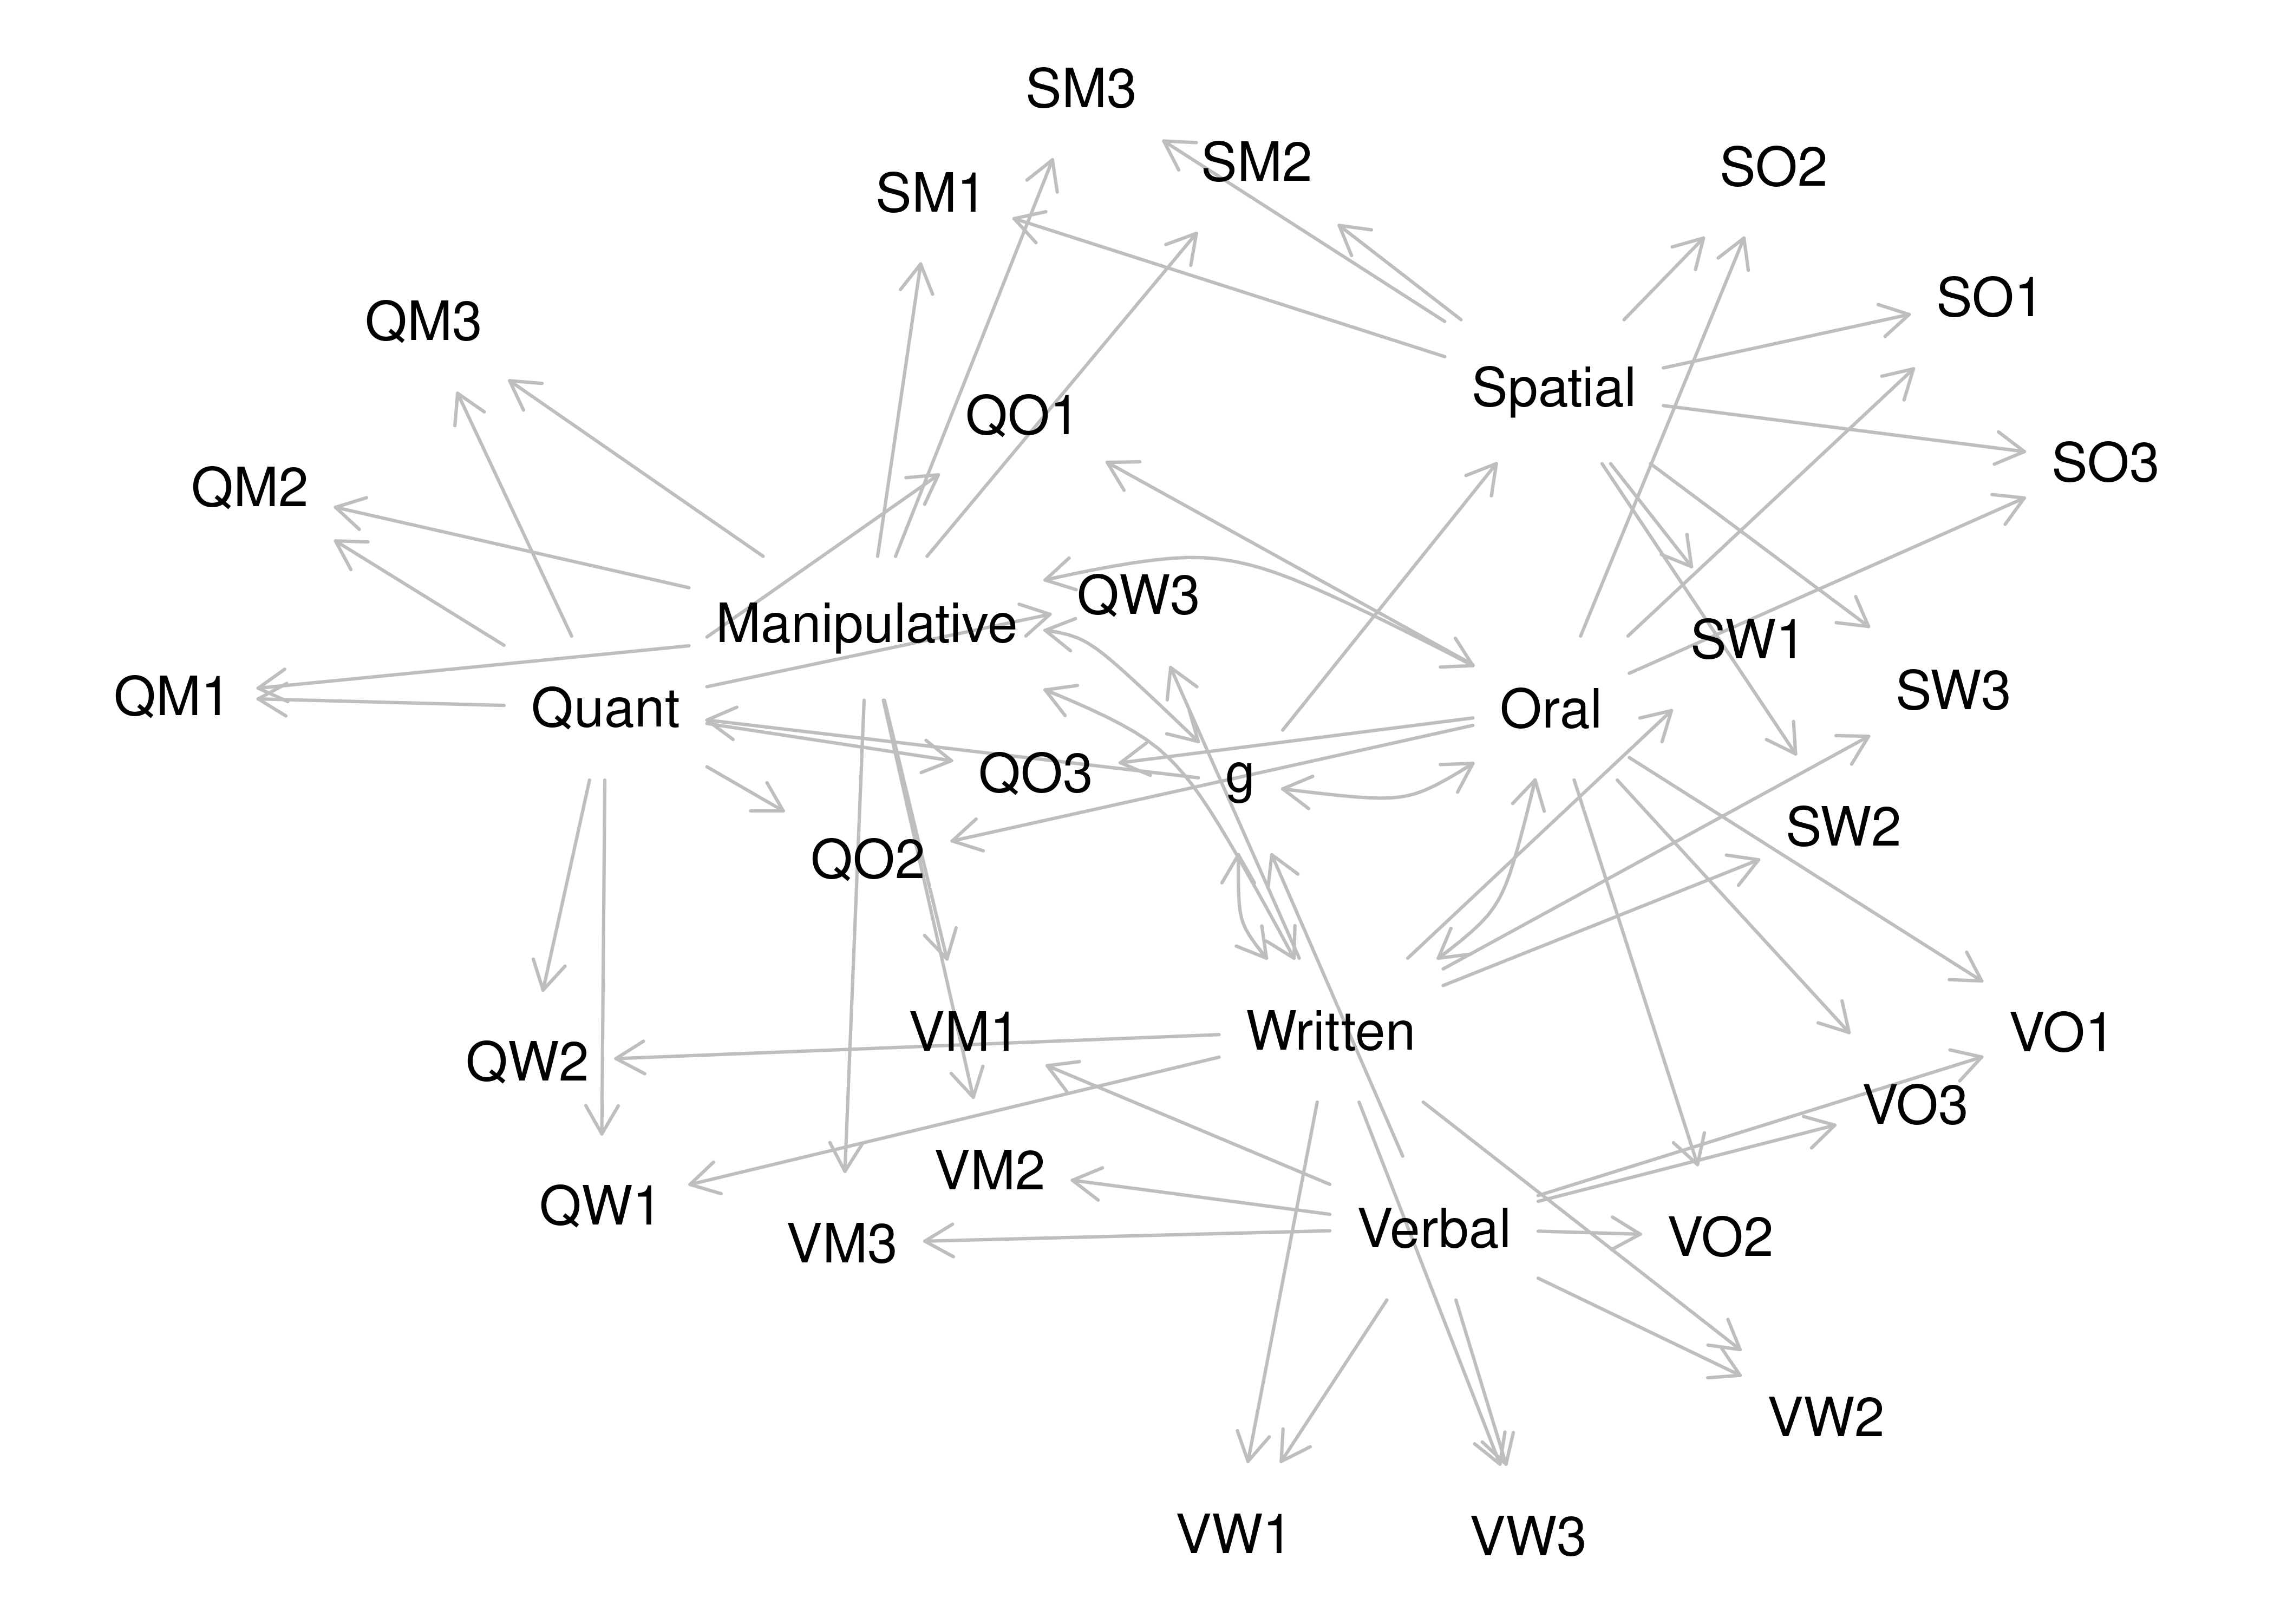 SM3
SM2
SO2
SM1
SO1
QM3
Spatial
QO1
SO3
QM2
QW3
Manipulative
SW1
SW3
QM1
Quant
Oral
QO3
g
SW2
QO2
VM1
Written
VO1
QW2
VO3
VM2
QW1
Verbal
VO2
VM3
VW2
VW1
VW3